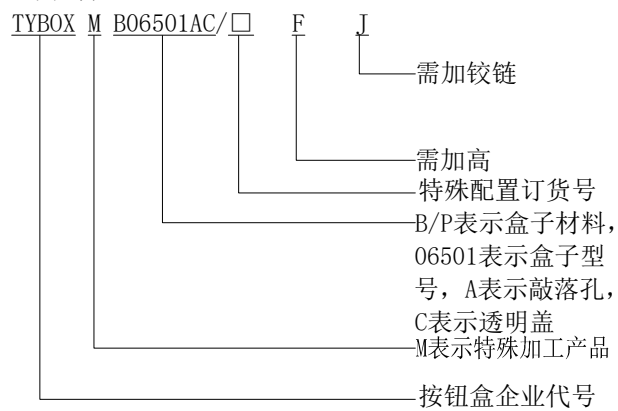 TYBOX M B06501AC/□ F J
需加铰链
需加高
特殊配置订货号
B/P表示盒子材料，
06501表示盒子型
号，A表示敲落孔，
C表示透明盖
M表示特殊加工产品
按钮盒企业代号